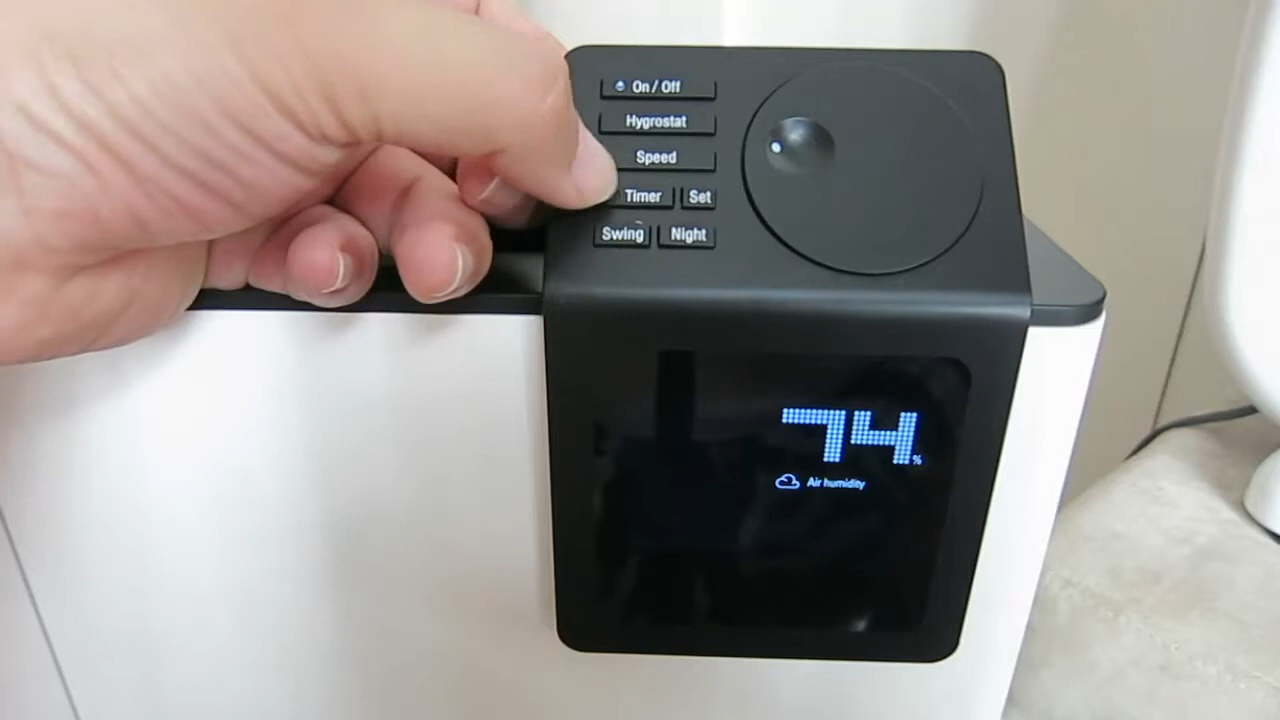 On / Off
Hygrostat
Speed
Timer Set
Swing Night
74%
Air humidity